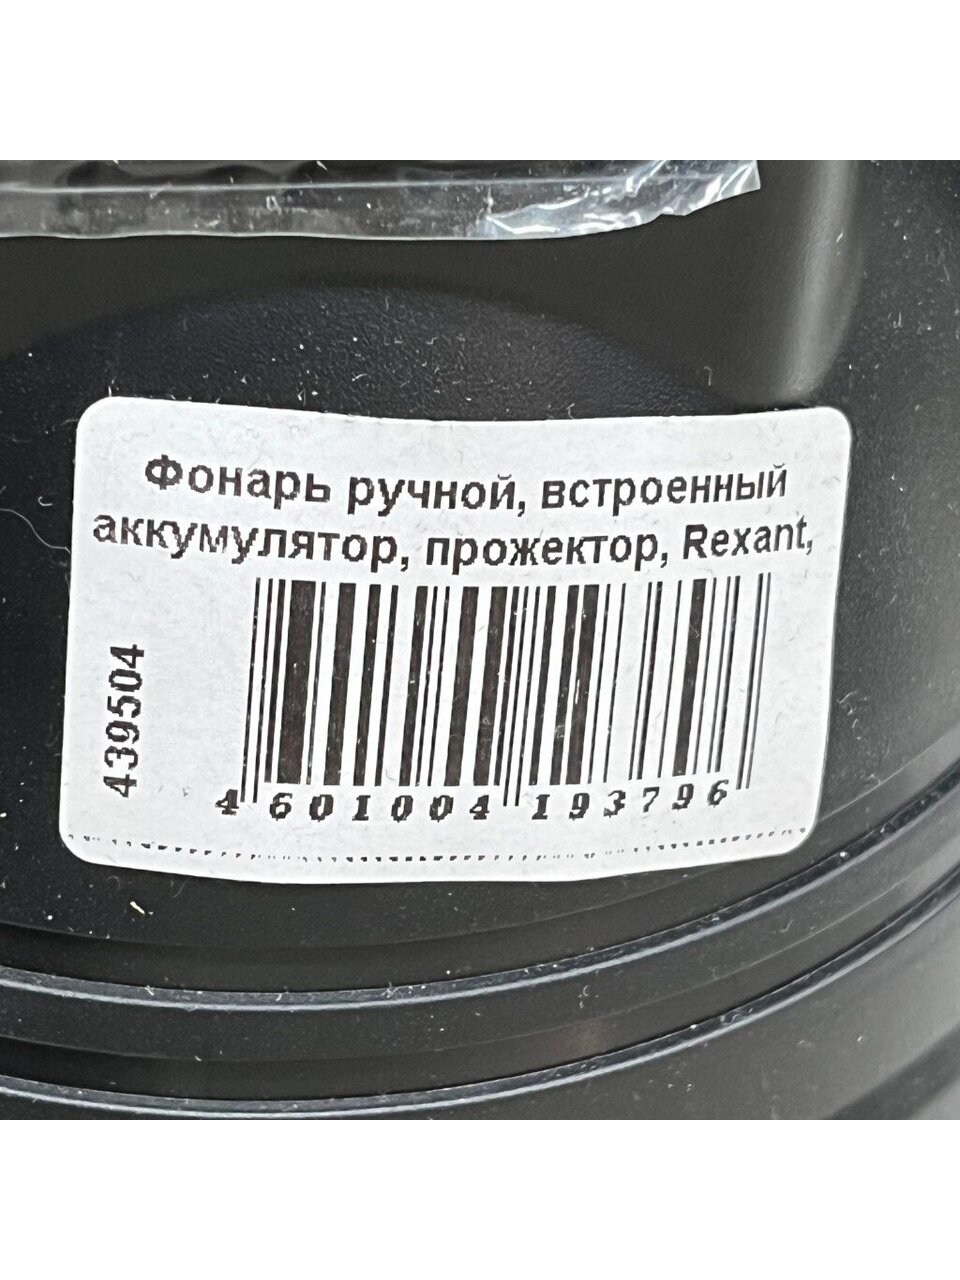 Фонарь ручной, встроенный
аккумулятор, прожектор, Rexant,
439504
4 601004 193796